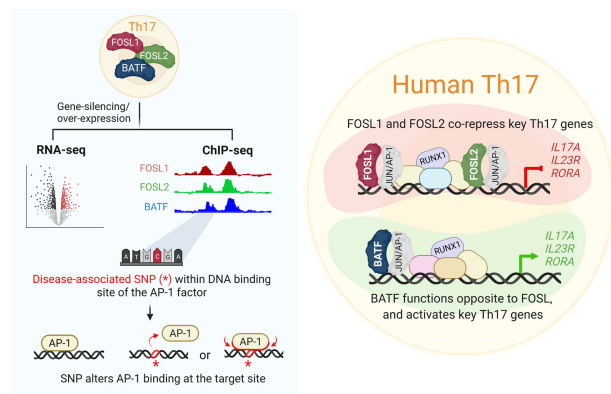 Th17
FOSL1
FOSL2
BATF
Gene-silencing/
over-expression
RNA-seq
ChIP-seq
FOSL1
FOSL2
BATF
A T G C G A
Disease-associated SNP (*) within DNA binding
site of the AP-1 factor
AP-1
AP-1
or
AP-1
*
*
SNP alters AP-1 binding at the target site
Human Th17
FOSL1 and FOSL2 co-repress key Th17 genes
FOSL1
JUN/AP-1
RUNX1
FOSL2
JUN/AP-1
IL17A
IL23R
RORA
BATF
JUN/AP-1
RUNX1
IL17A
IL23R
RORA
BATF functions opposite to FOSL,
and activates key Th17 genes